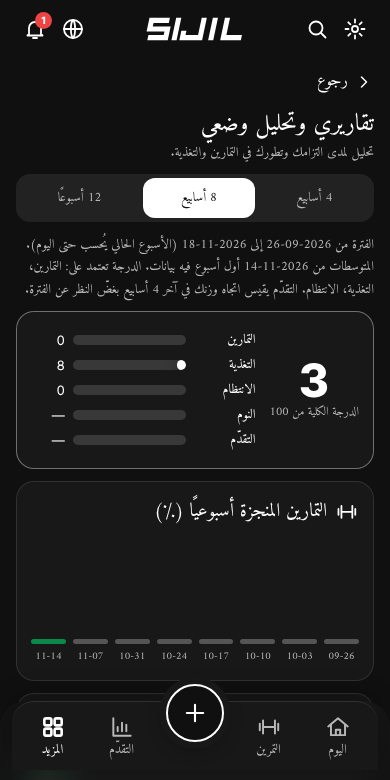 1
SIJIL
رجوع
تقاريري وتحليل وضعي
تحليل لمدى التزامك وتطورك في التمارين والتغذية.
4 أسابيع
8 أسابيع
12 أسبوعًا
الفترة من 2026-09-26 إلى 2026-11-18 (الأسبوع الحالي يُحسب حتى اليوم).
المتوسطات من 2026-11-14 أول أسبوع فيه بيانات. الدرجة تعتمد على: التمارين،
التغذية، الانتظام. التقدّم يقيس اتجاه وزنك في آخر 4 أسابيع بغضّ النظر عن الفترة.
3
الدرجة الكلية من 100
التمارين 0
التغذية 8
الانتظام 0
النوم —
التقدّم —
التمارين المنجزة أسبوعيًا (٪)
09-26 10-03 10-10 10-17 10-24 10-31 11-07 11-14
اليوم
التمرين
التقدّم
المزيد